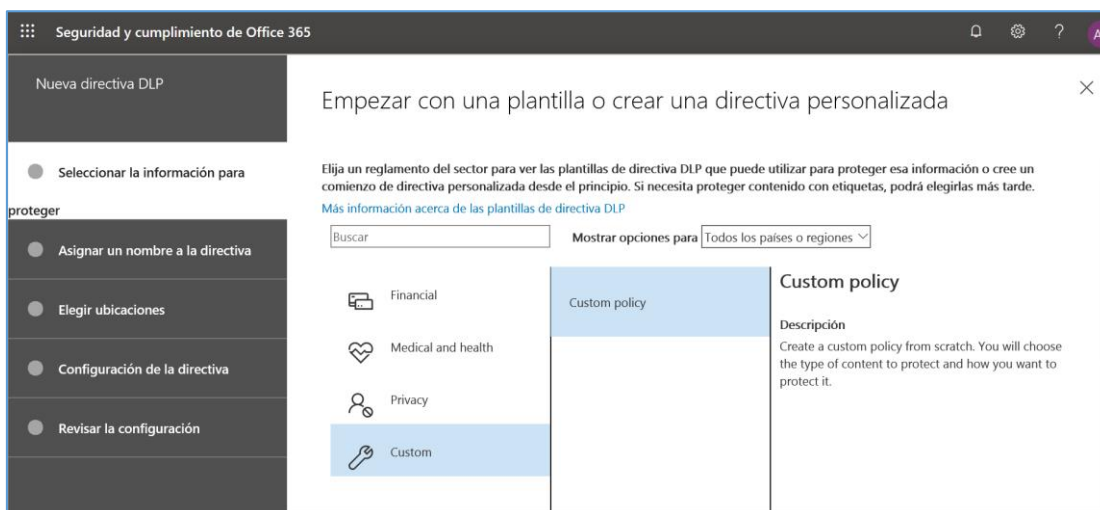 Seguridad y cumplimiento de Office 365
?
A
Nueva directiva DLP
Seleccionar la información para
proteger
Asignar un nombre a la directiva
Elegir ubicaciones
Configuración de la directiva
Revisar la configuración
Empezar con una plantilla o crear una directiva personalizada
Elija un reglamento del sector para ver las plantillas de directiva DLP que puede utilizar para proteger esa información o cree un
comienzo de directiva personalizada desde el principio. Si necesita proteger contenido con etiquetas, podrá elegirlas más tarde.
Más información acerca de las plantillas de directiva DLP
Buscar
Mostrar opciones para Todos los países o regiones
Financial
Medical and health
Privacy
Custom
Custom policy
Custom policy
Descripción
Create a custom policy from scratch. You will choose
the type of content to protect and how you want to
protect it.